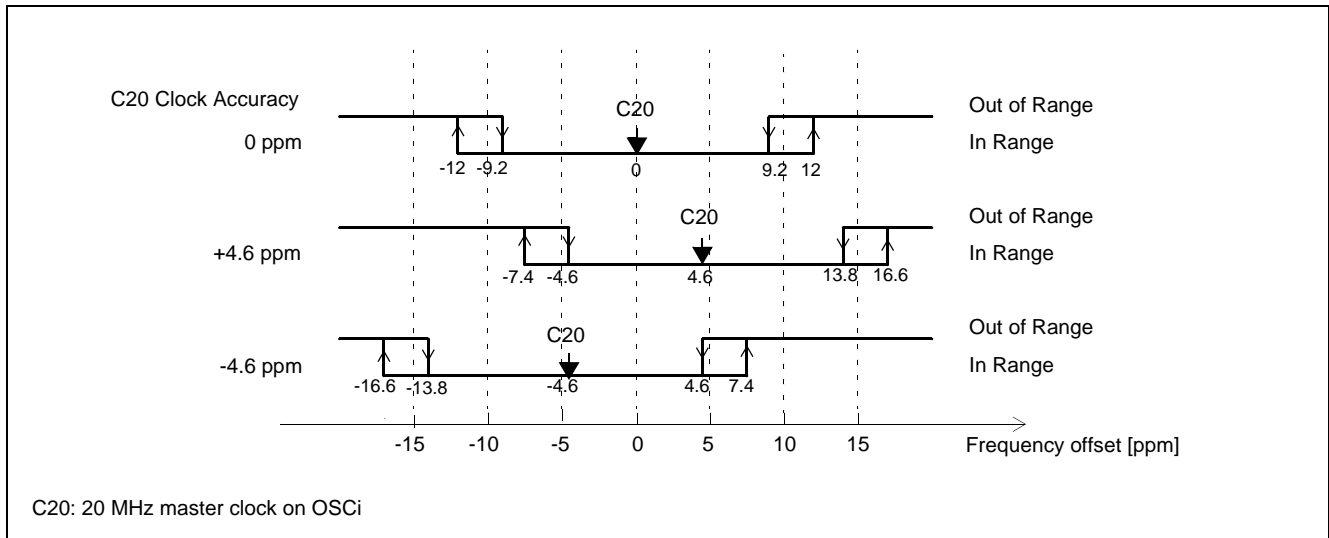 C20 Clock Accuracy
C20
Out of Range
0 ppm
In Range
-12 -9.2 0 9.2 12
C20
Out of Range
+4.6 ppm
In Range
-7.4 -4.6 4.6 13.8 16.6
C20
Out of Range
-4.6 ppm
In Range
-16.6 -13.8 -4.6 4.6 7.4
-15 -10 -5 0 5 10 15 Frequency offset [ppm]
C20: 20 MHz master clock on OSCi